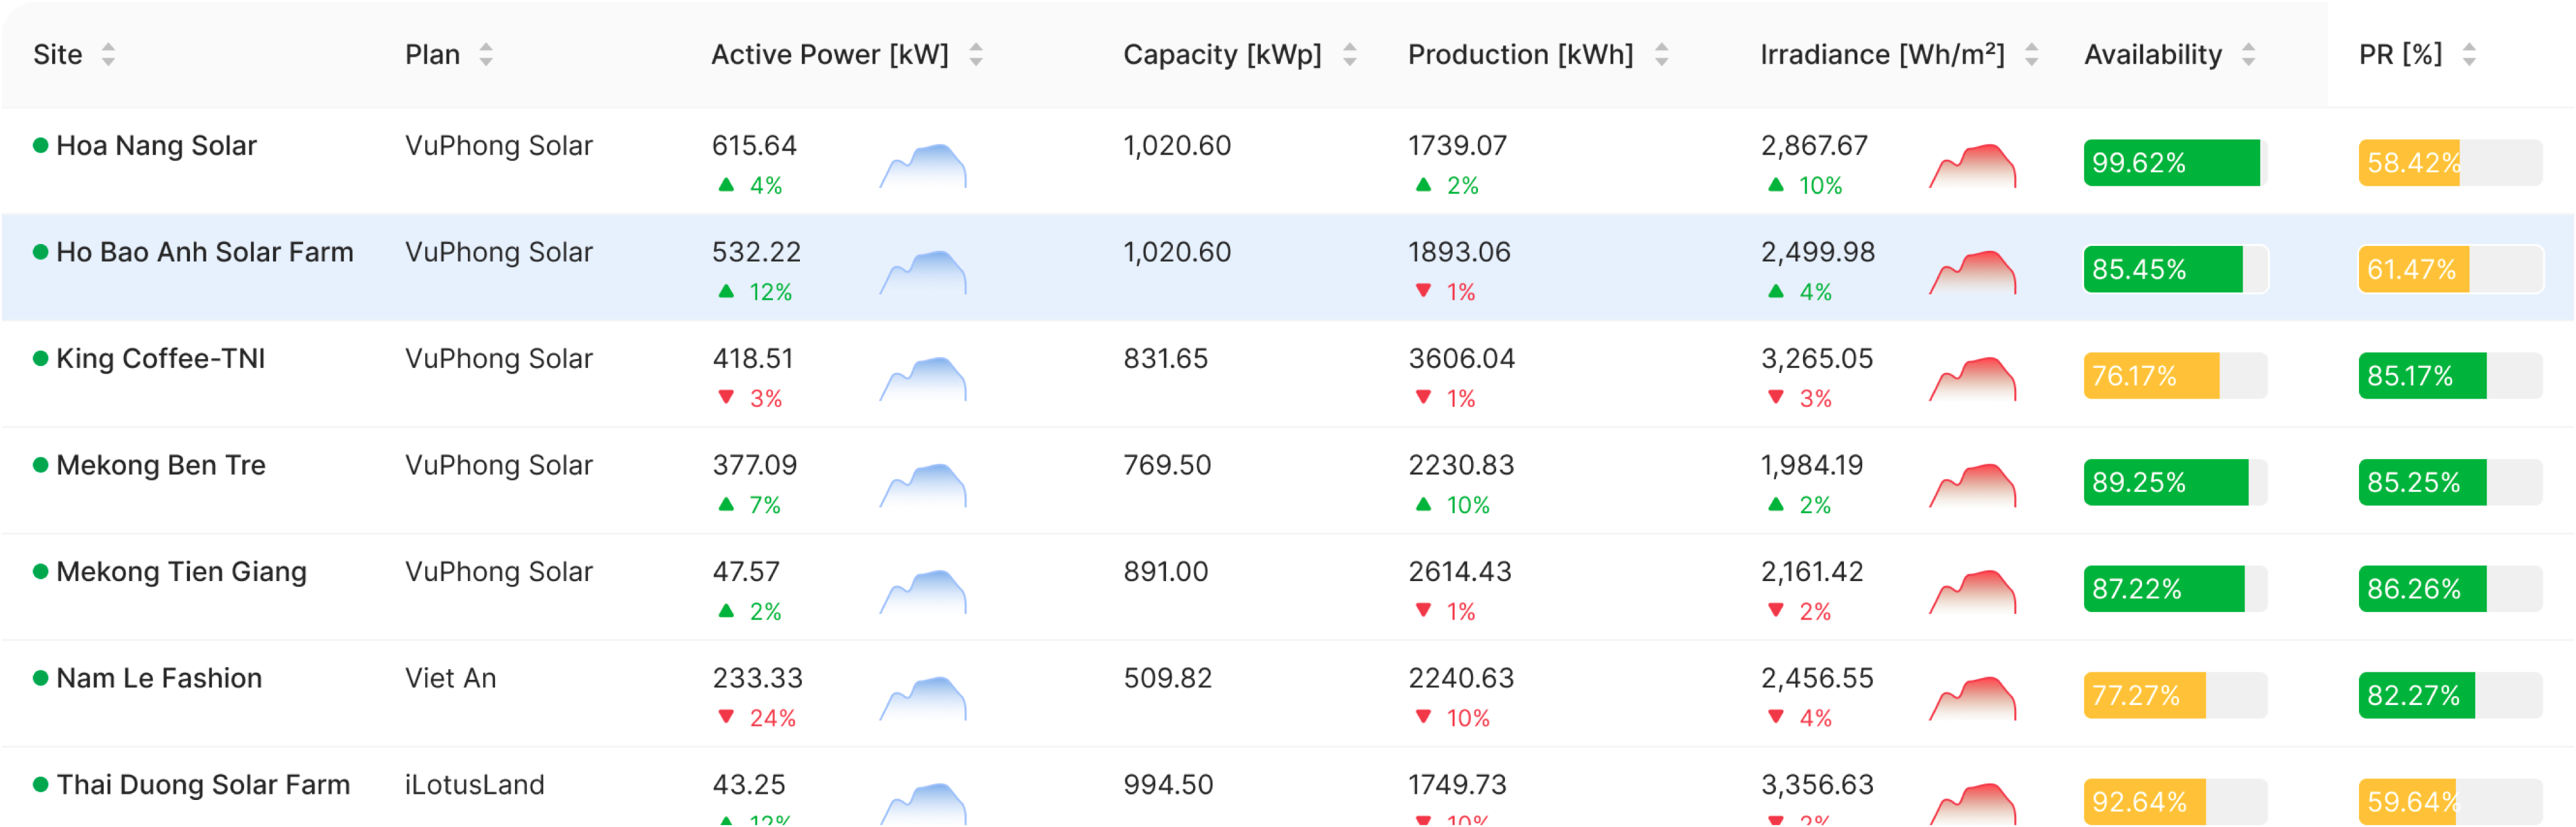 Site Plan Active Power [kW] Capacity [kWp] Production [kWh] Irradiance [Wh/m²] Availability PR [%]
Hoa Nang Solar VuPhong Solar 615.64 1,020.60 1739.07 2,867.67 99.62% 58.42%
▲ 4% ▲ 2% ▲ 10%
Ho Bao Anh Solar Farm VuPhong Solar 532.22 1,020.60 1893.06 2,499.98 85.45% 61.47%
▲ 12% ▼ 1% ▲ 4%
King Coffee-TNI VuPhong Solar 418.51 831.65 3606.04 3,265.05 76.17% 85.17%
▼ 3% ▼ 1% ▼ 3%
Mekong Ben Tre VuPhong Solar 377.09 769.50 2230.83 1,984.19 89.25% 85.25%
▲ 7% ▲ 10% ▲ 2%
Mekong Tien Giang VuPhong Solar 47.57 891.00 2614.43 2,161.42 87.22% 86.26%
▲ 2% ▼ 1% ▼ 2%
Nam Le Fashion Viet An 233.33 509.82 2240.63 2,456.55 77.27% 82.27%
▼ 24% ▼ 10% ▼ 4%
Thai Duong Solar Farm iLotusLand 43.25 994.50 1749.73 3,356.63 92.64% 59.64%
▲ 12% ▼ 10%